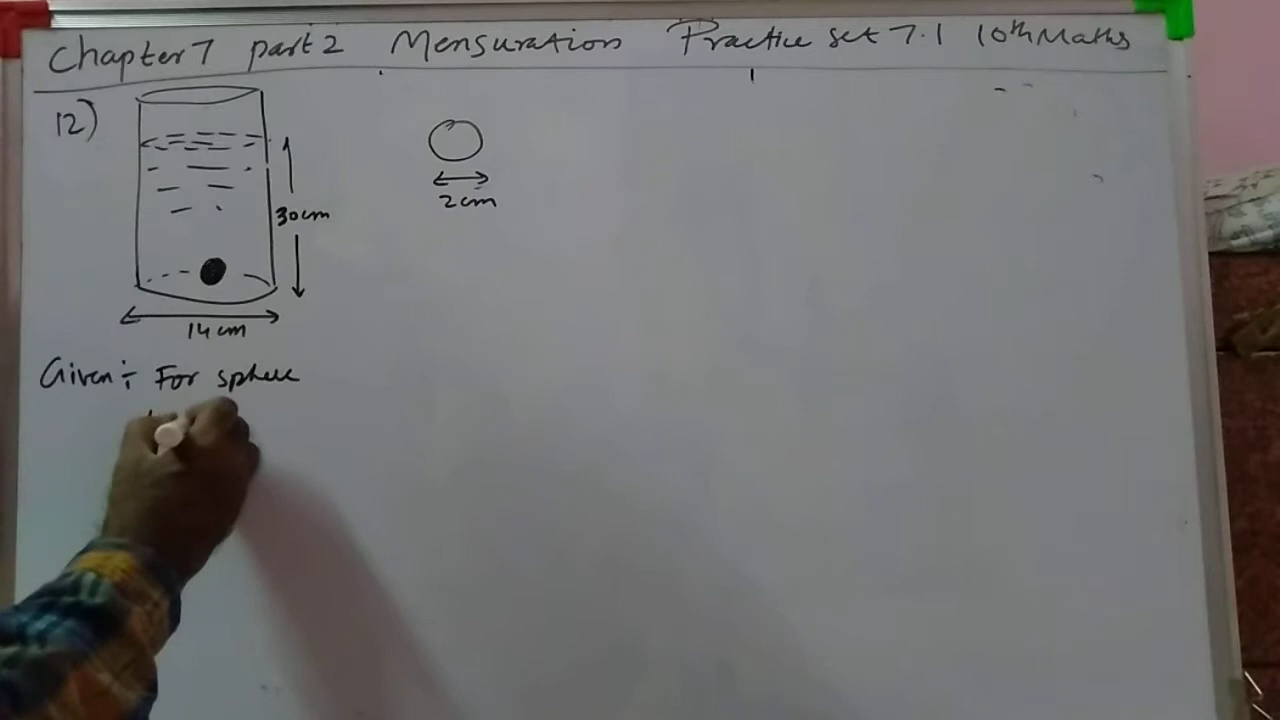 Chapter 7 part 2 Mensuration Practice set 7.1 10th Maths
12)
30cm
2cm
14cm
Given:- For sphere